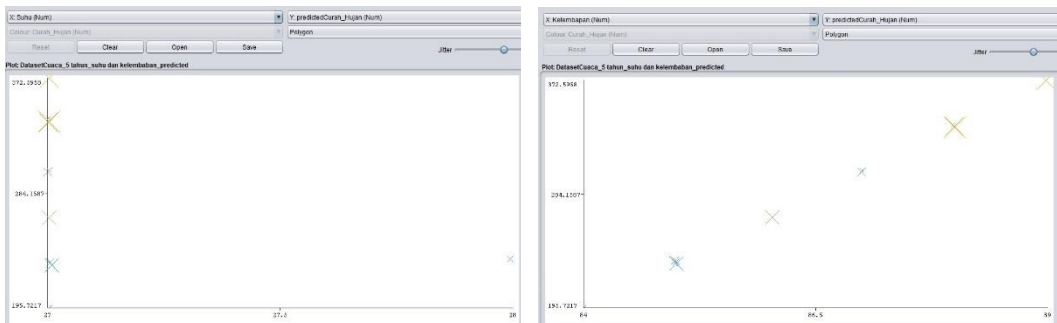 X: Suhu (Num)
Y: predictedCurah_Hujan (Num)
Colour: Curah_Hujan (Num)
Polygon
Reset
Clear
Open
Save
Jitter
Plot: DatasetCuaca_5 tahun_suhu dan kelembaban_predicted
372.5958
284.1587
195.7217
27
27.5
28
X: Kelembapan (Num)
Y: predictedCurah_Hujan (Num)
Colour: Curah_Hujan (Num)
Polygon
Reset
Clear
Open
Save
Jitter
Plot: DatasetCuaca_5 tahun_suhu dan kelembaban_predicted
372.5958
284.1587
195.7217
84
86.5
89